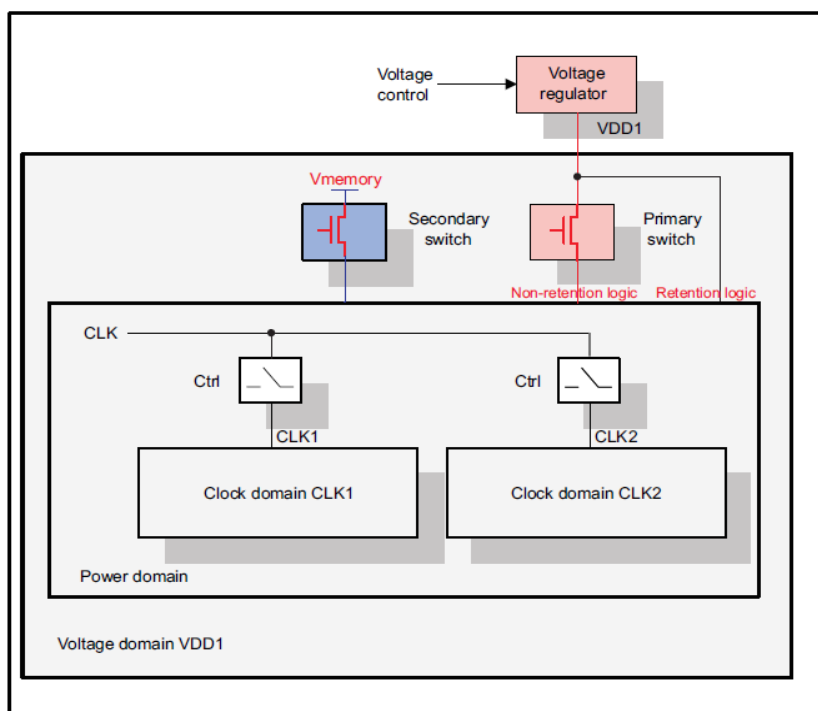 Voltage
control
Voltage
regulator
VDD1
Vmemory
Secondary
switch
Primary
switch
Non-retention logic
Retention logic
CLK
Ctrl
Ctrl
CLK1
CLK2
Clock domain CLK1
Clock domain CLK2
Power domain
Voltage domain VDD1